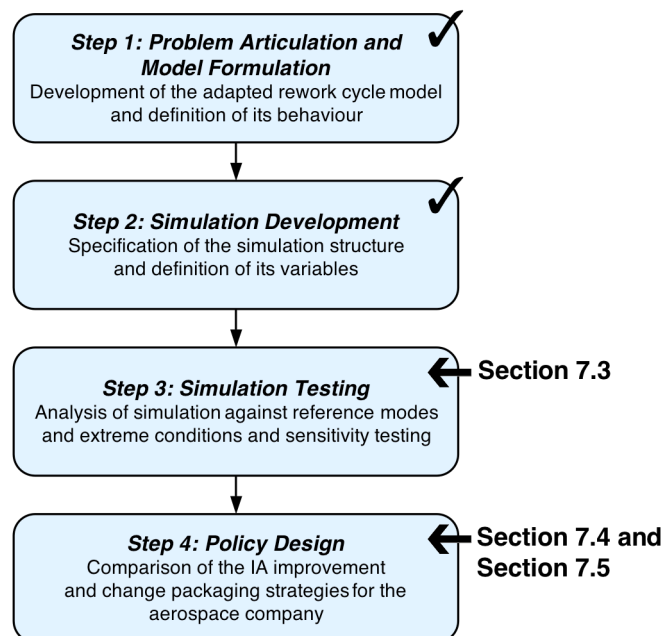 Step 1: Problem Articulation and
Model Formulation
Development of the adapted rework cycle model
and definition of its behaviour
Step 2: Simulation Development
Specification of the simulation structure
and definition of its variables
Step 3: Simulation Testing
Analysis of simulation against reference modes
and extreme conditions and sensitivity testing
Section 7.3
Step 4: Policy Design
Comparison of the IA improvement
and change packaging strategies for the
aerospace company
Section 7.4 and
Section 7.5